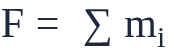 F = ∑ mᵢ